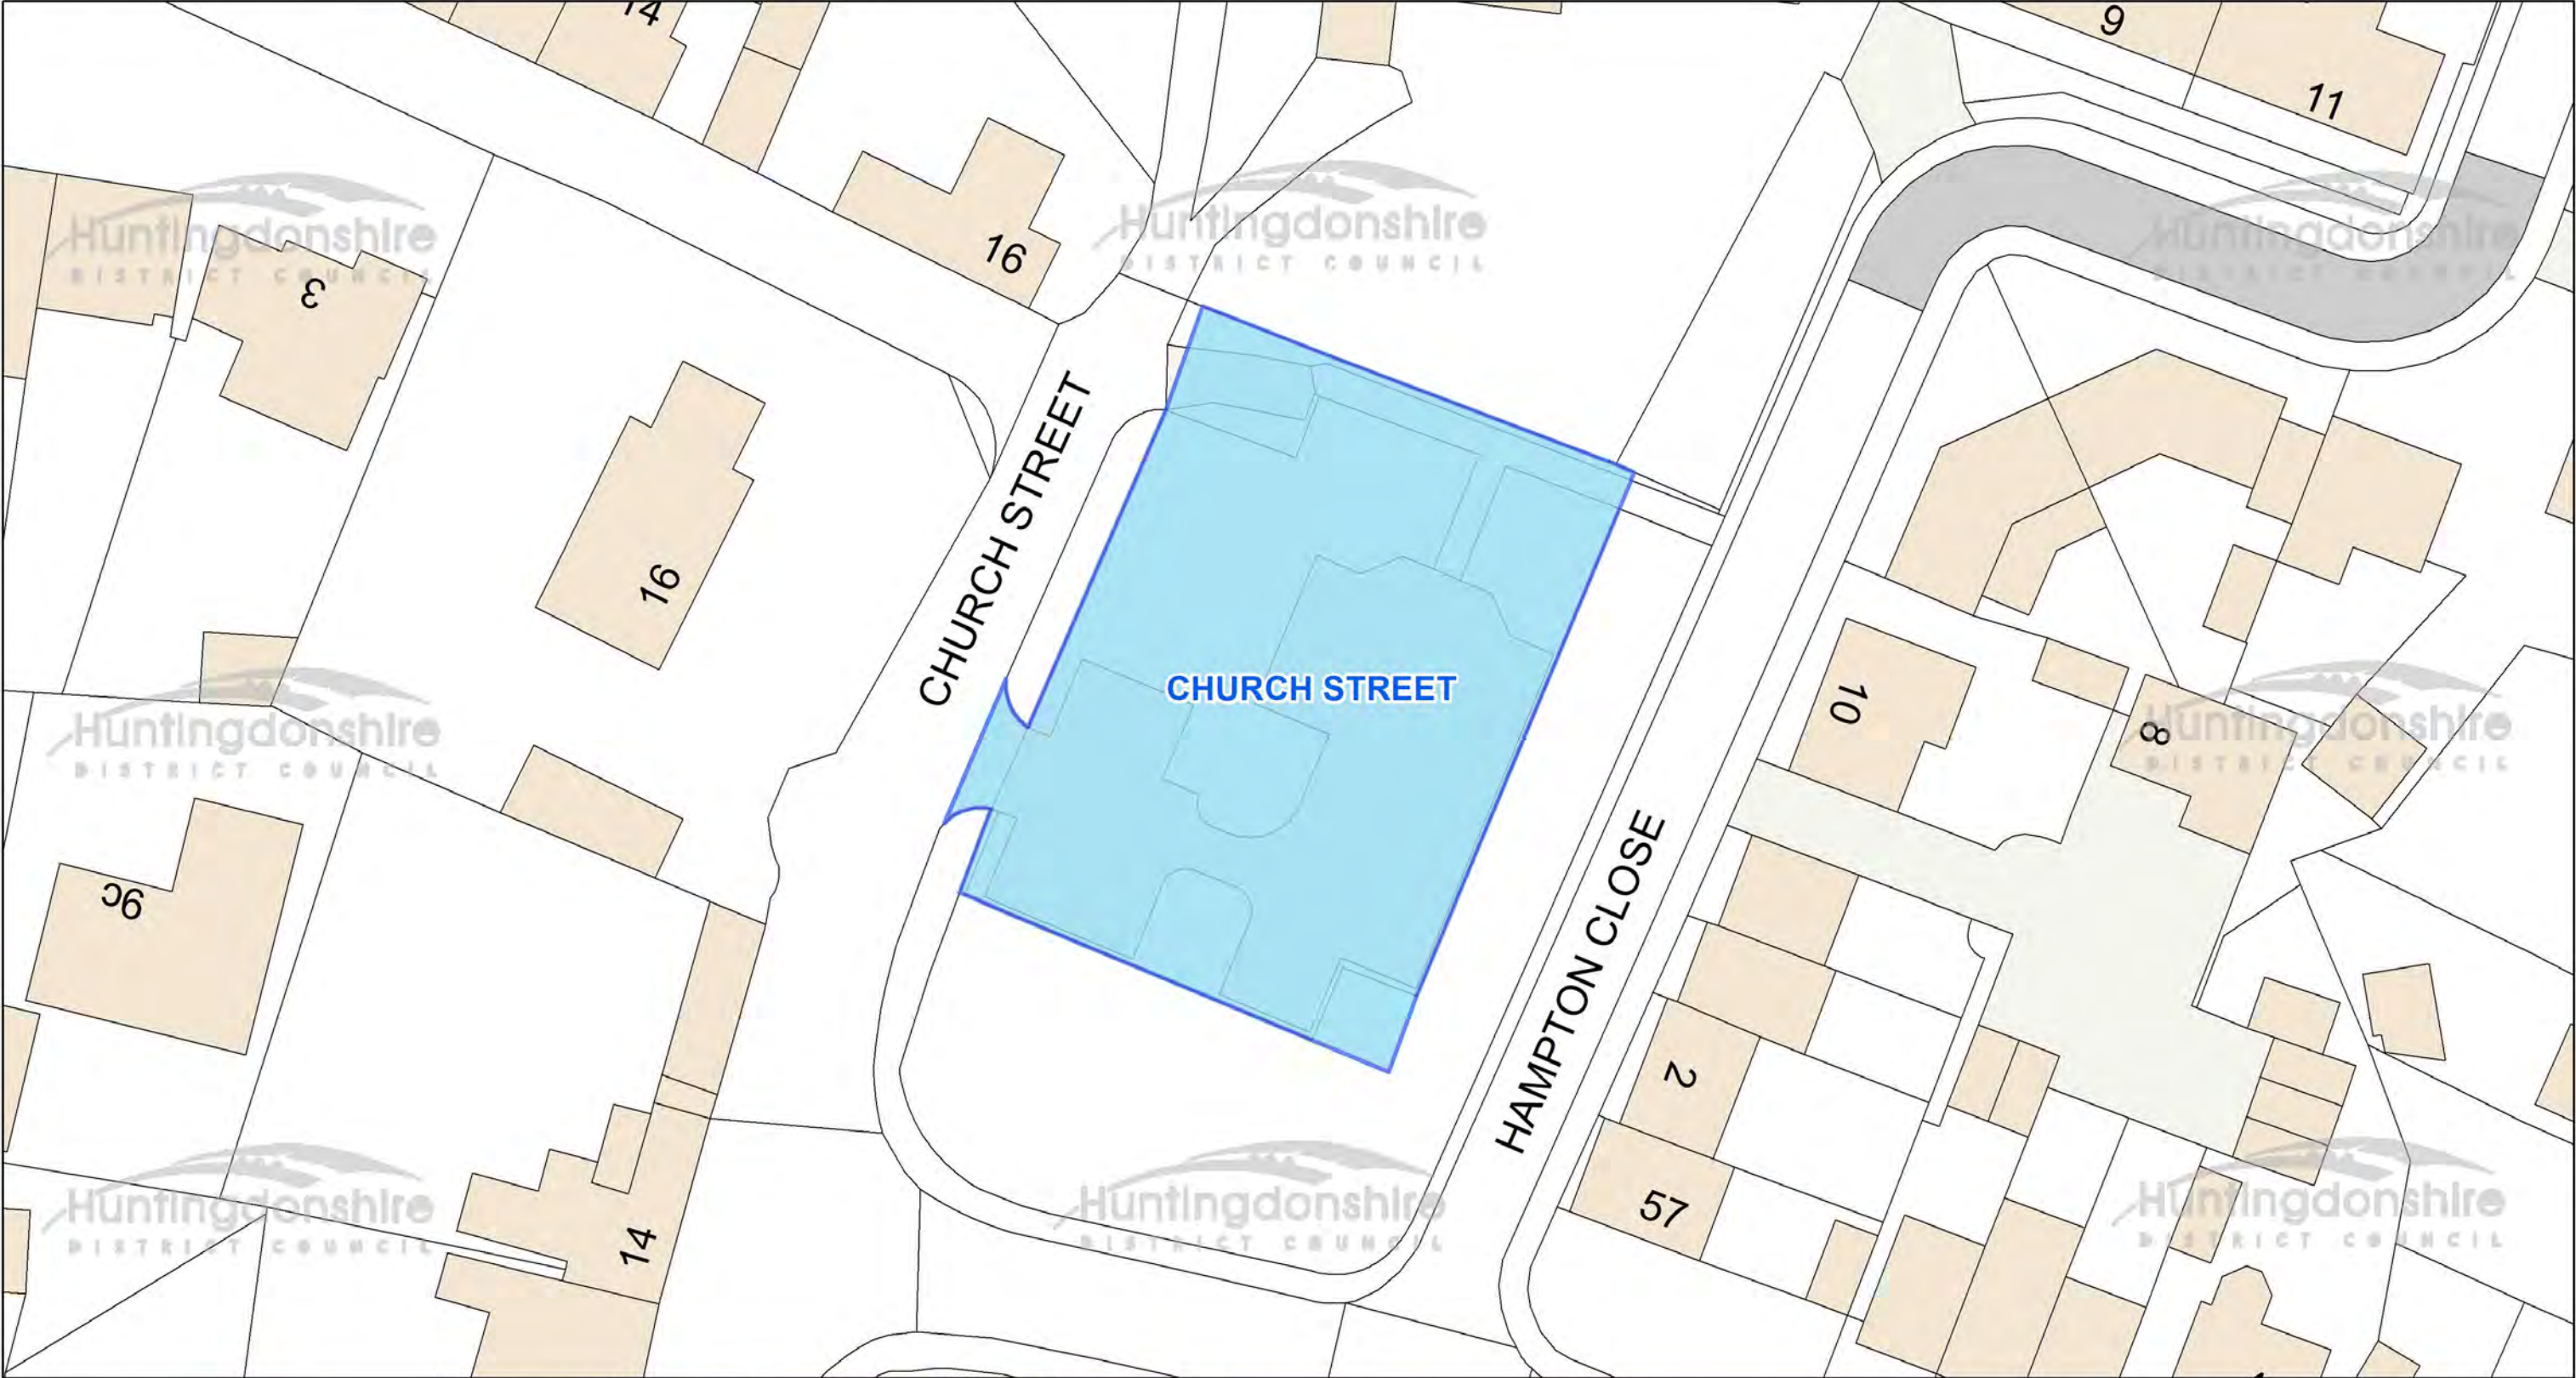 14
9
11
Huntingdonshire
DISTRICT COUNCIL
Huntingdonshire
DISTRICT COUNCIL
Huntingdonshire
DISTRICT COUNCIL
16
3
CHURCH STREET
16
CHURCH STREET
10
8
Huntingdonshire
DISTRICT COUNCIL
Huntingdonshire
DISTRICT COUNCIL
9c
HAMPTON CLOSE
2
57
14
Huntingdonshire
DISTRICT COUNCIL
Huntingdonshire
DISTRICT COUNCIL
Huntingdonshire
DISTRICT COUNCIL